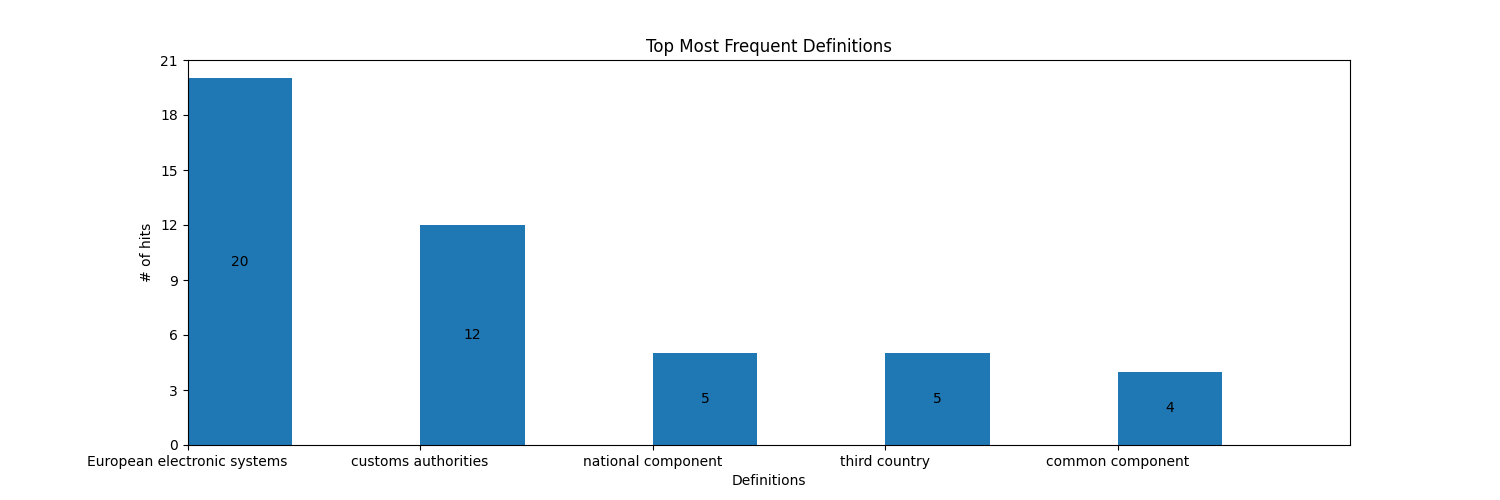 Top Most Frequent Definitions
21
18
15
12
9
6
3
0
# of hits
20
12
5
5
4
European electronic systems
customs authorities
national component
third country
common component
Definitions